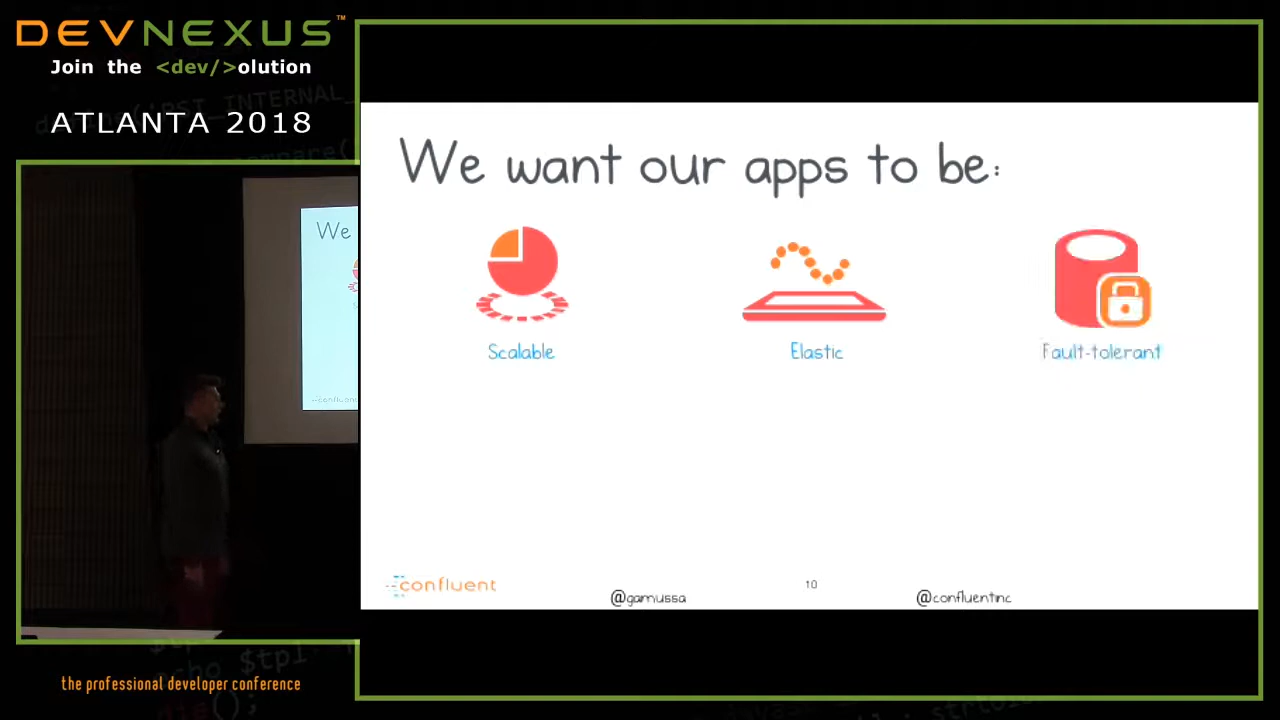 DEVNEXUS™
Join the <dev/>olution
ATLANTA 2018
We want our apps to be:
Scalable
Elastic
Fault-tolerant
confluent
@gamussa
10
@confluentinc
We
the professional developer conference